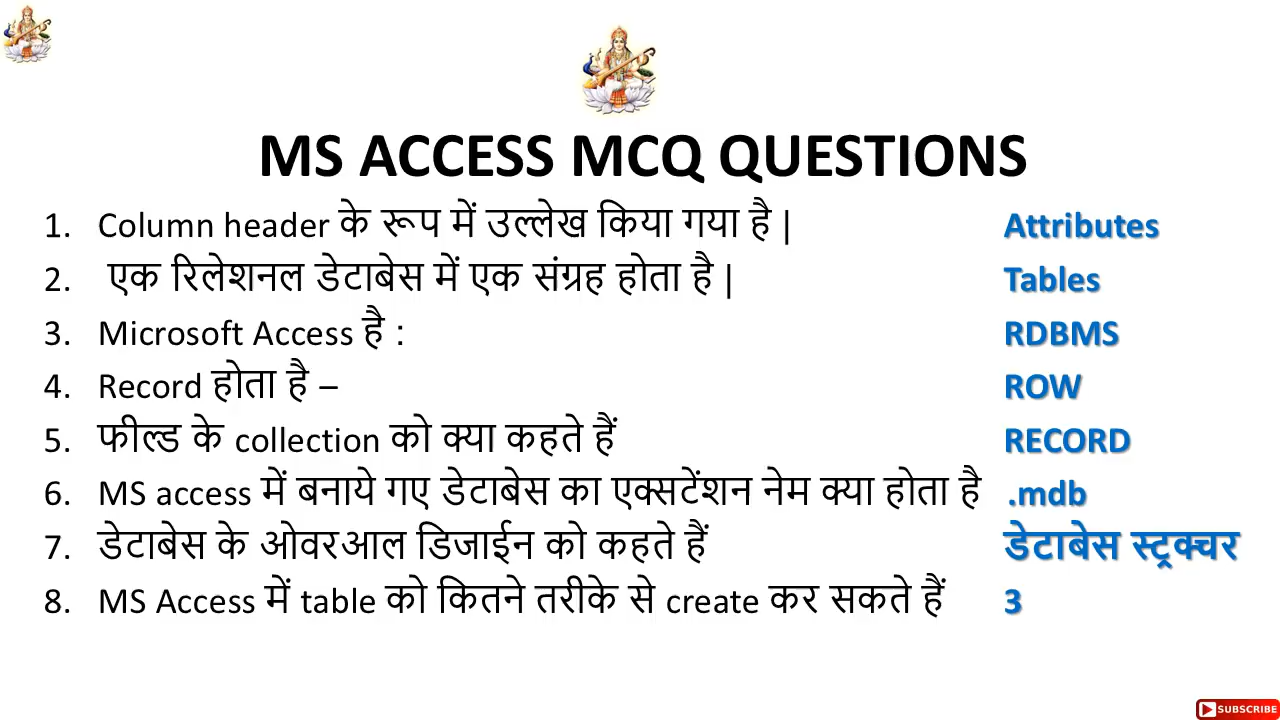 MS ACCESS MCQ QUESTIONS
1. Column header के रूप में उल्लेख किया गया है | Attributes
2. एक रिलेशनल डेटाबेस में एक संग्रह होता है | Tables
3. Microsoft Access है : RDBMS
4. Record होता है – ROW
5. फील्ड के collection को क्या कहते हैं RECORD
6. MS access में बनाये गए डेटाबेस का एक्सटेंशन नेम क्या होता है .mdb
7. डेटाबेस के ओवरआल डिजाईन को कहते हैं डेटाबेस स्ट्रक्चर
8. MS Access में table को कितने तरीके से create कर सकते हैं 3
SUBSCRIBE